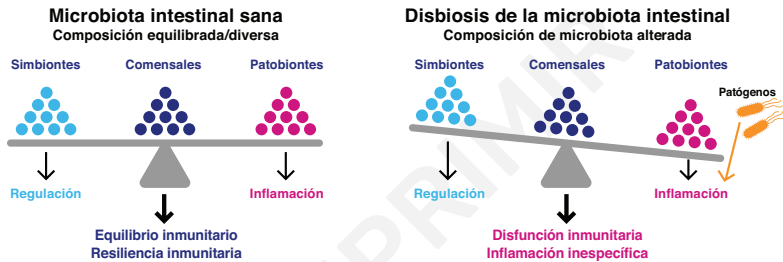 Microbiota intestinal sana
Composición equilibrada/diversa
Simbiontes
Comensales
Patobiontes
Regulación
Inflamación
Equilibrio inmunitario
Resiliencia inmunitaria
Disbiosis de la microbiota intestinal
Composición de microbiota alterada
Simbiontes
Comensales
Patobiontes
Patógenos
Regulación
Inflamación
Disfunción inmunitaria
Inflamación inespecífica